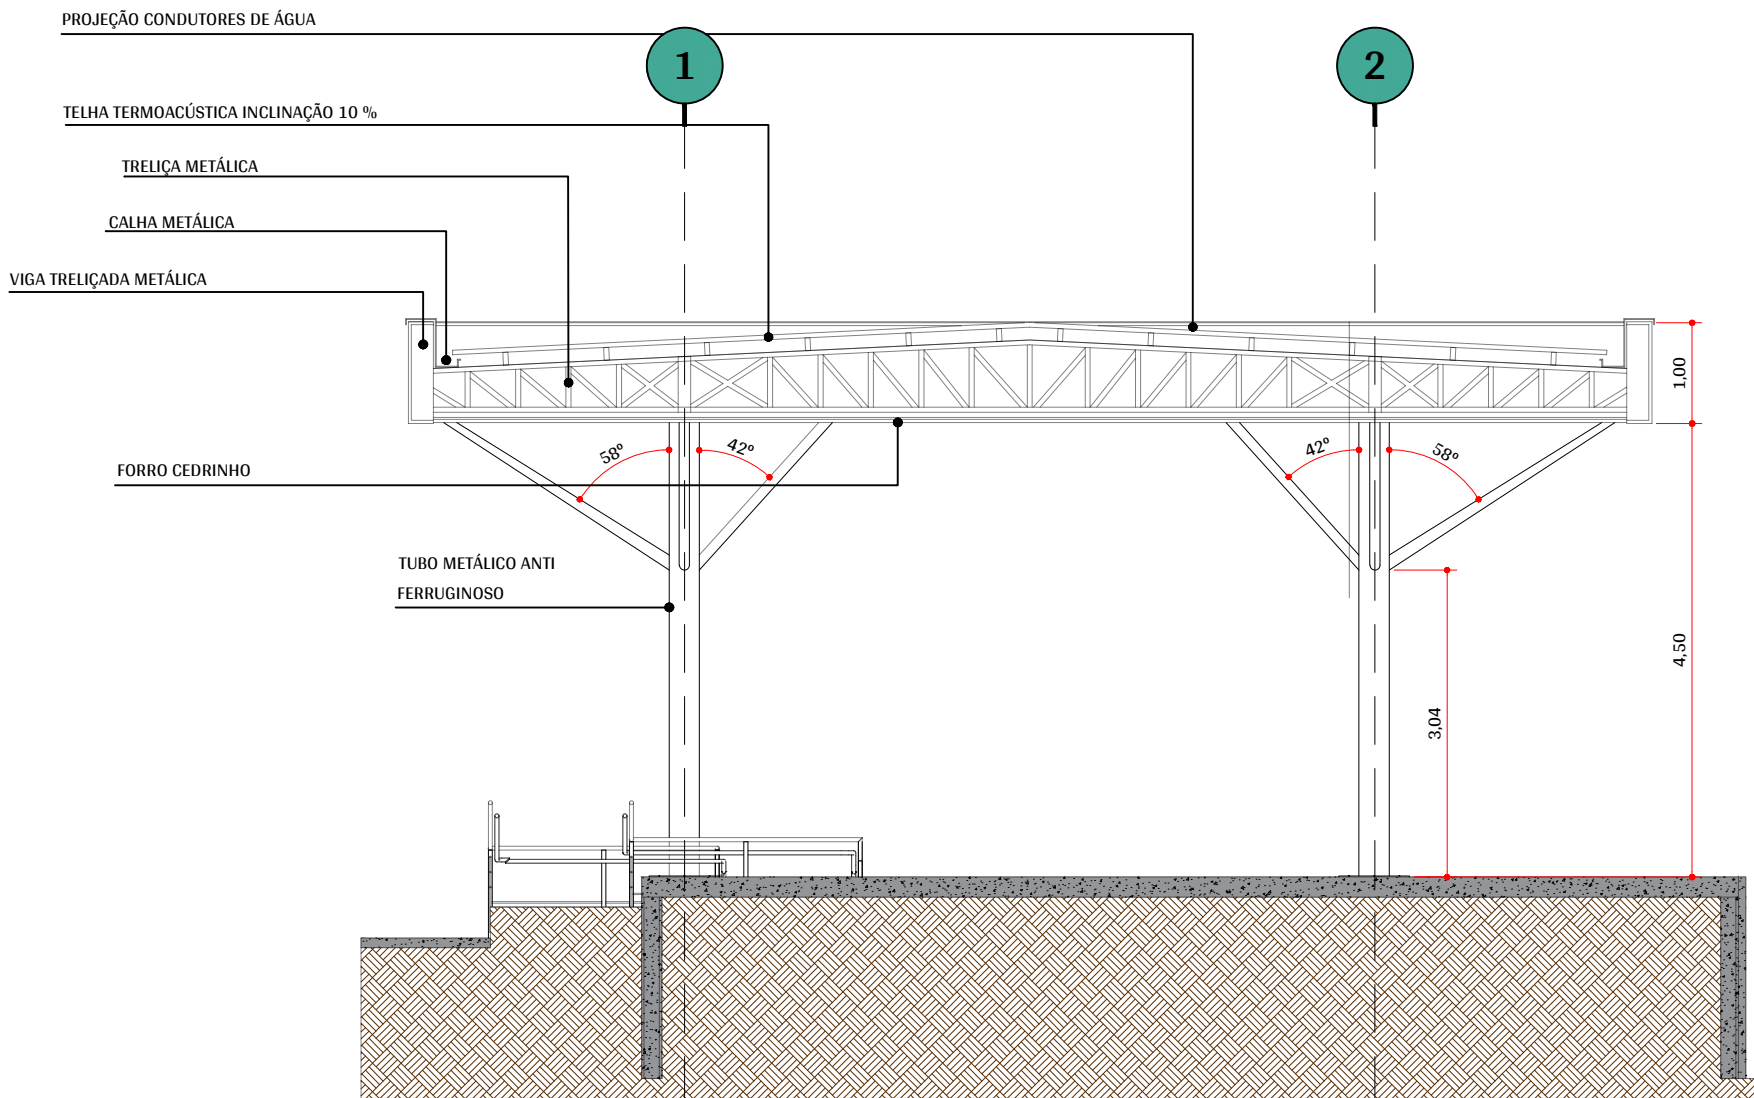 PROJEÇÃO CONDUTORES DE ÁGUA
1
2
TELHA TERMOACÚSTICA INCLINAÇÃO 10 %
TRELIÇA METÁLICA
CALHA METÁLICA
VIGA TRELIÇADA METÁLICA
1,00
58º
42º
42º
58º
FORRO CEDRINHO
TUBO METÁLICO ANTI
FERRUGINOSO
4,50
3,04